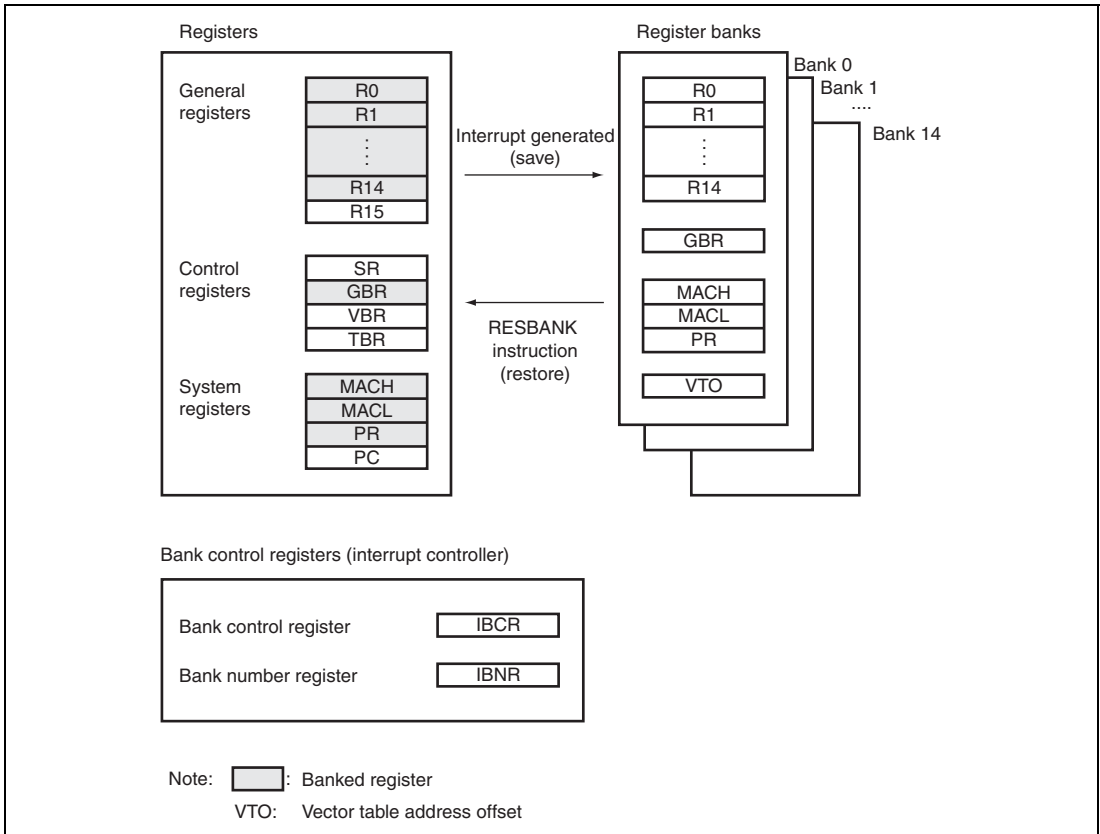 Registers
General
registers
R0
R1
⋮
R14
R15
Control
registers
SR
GBR
VBR
TBR
System
registers
MACH
MACL
PR
PC
Interrupt generated
(save)
RESBANK
instruction
(restore)
Register banks
Bank 0
Bank 1
....
Bank 14
R0
R1
⋮
R14
GBR
MACH
MACL
PR
VTO
Bank control registers (interrupt controller)
Bank control register IBCR
Bank number register IBNR
Note: : Banked register
VTO: Vector table address offset